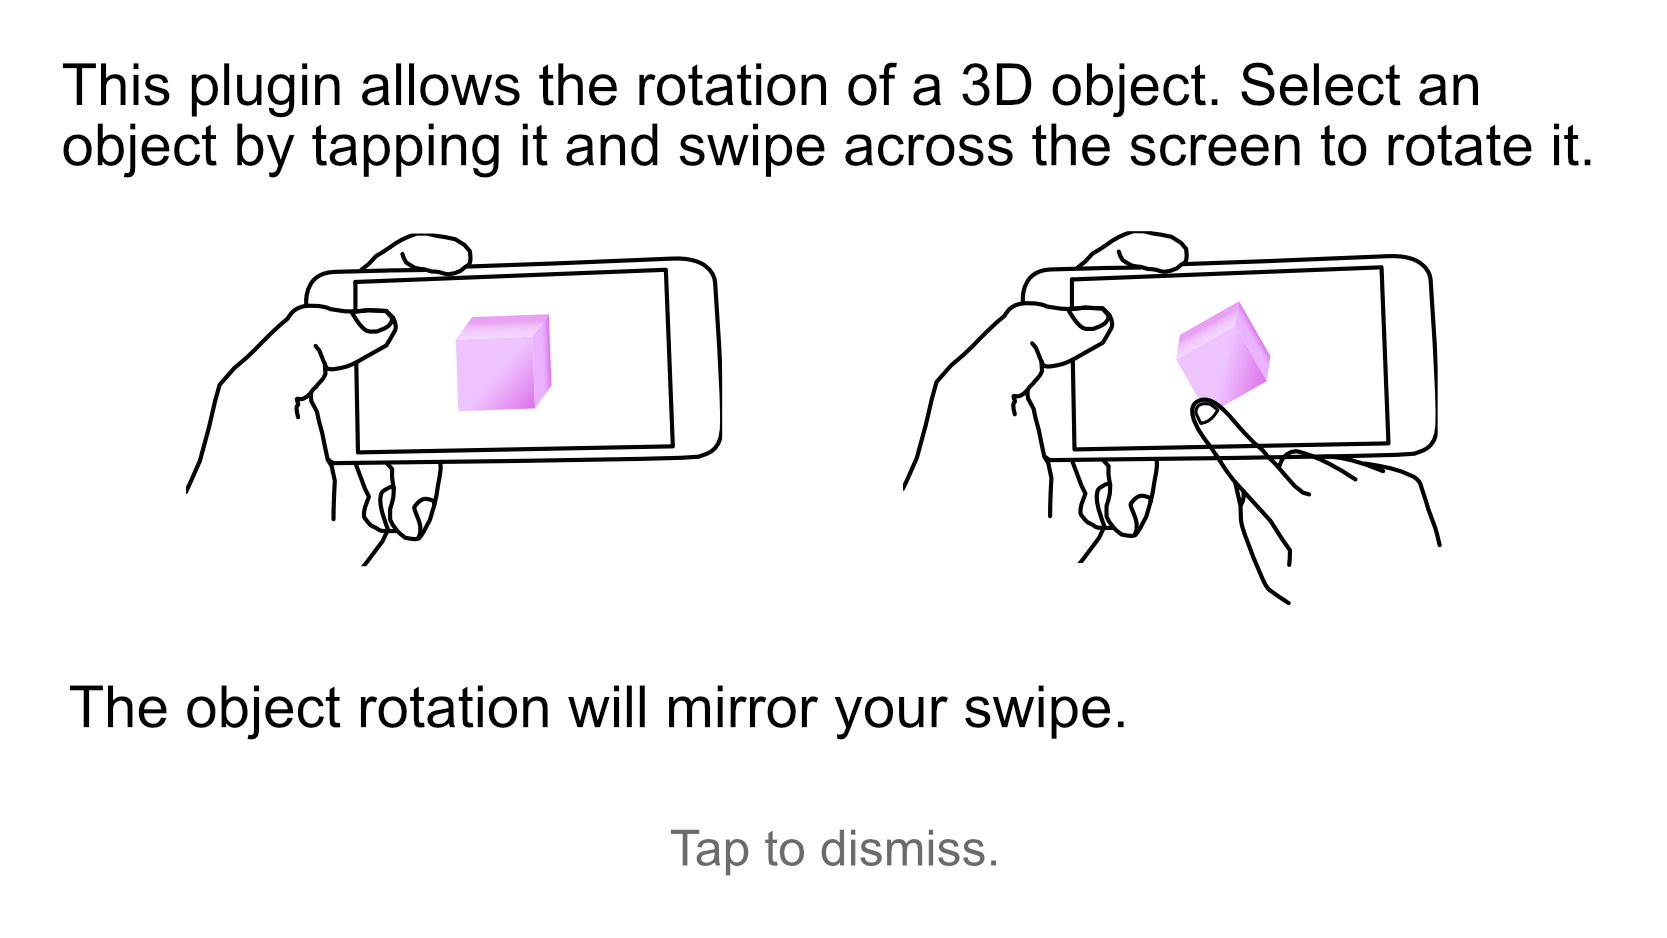 This plugin allows the rotation of a 3D object. Select an
object by tapping it and swipe across the screen to rotate it.
The object rotation will mirror your swipe.
Tap to dismiss.